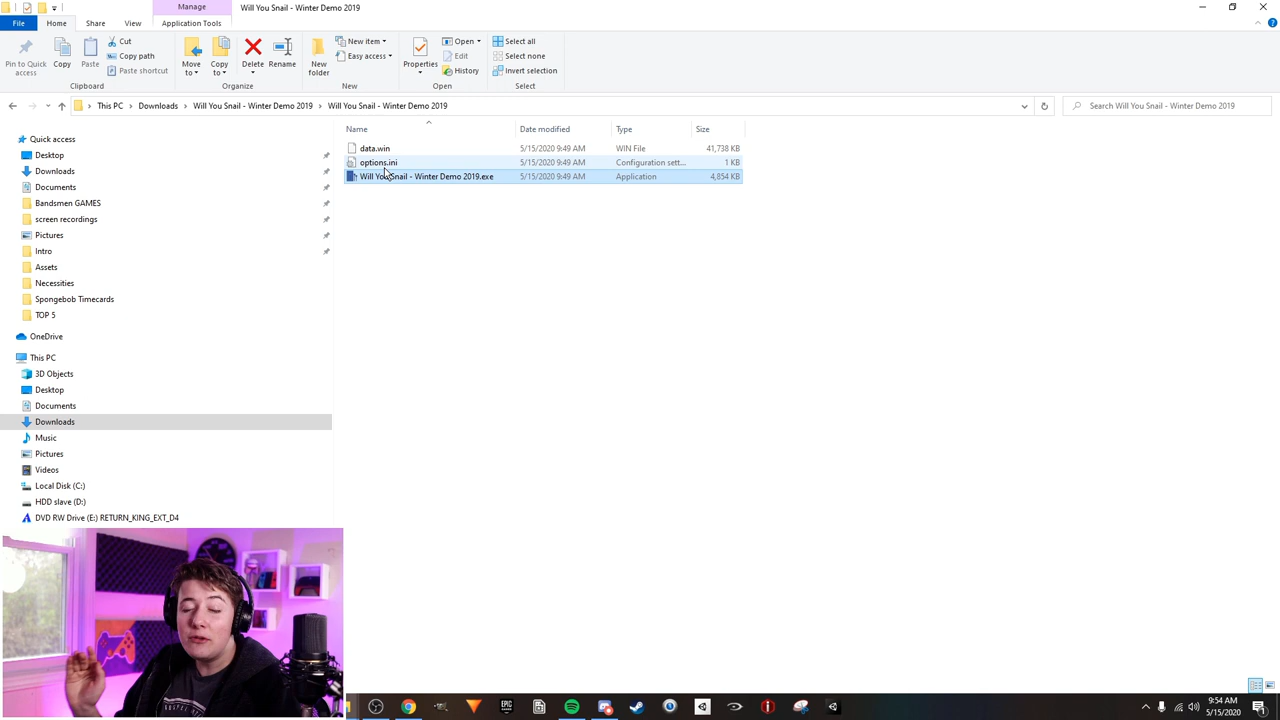 Manage
Will You Snail - Winter Demo 2019
File
Home
Share
View
Application Tools
Pin to Quick access
Copy
Paste
Cut
Copy path
Paste shortcut
Clipboard
Move to
Copy to
Delete
Rename
Organize
New folder
New item
Easy access
New
Properties
Open
Edit
History
Open
Select all
Select none
Invert selection
Select
This PC > Downloads > Will You Snail - Winter Demo 2019 > Will You Snail - Winter Demo 2019
Search Will You Snail - Winter Demo 2019
Name Date modified Type Size
data.win 5/15/2020 9:49 AM WIN File 41,738 KB
options.ini 5/15/2020 9:49 AM Configuration sett... 1 KB
Will You Snail - Winter Demo 2019.exe 5/15/2020 9:49 AM Application 4,854 KB
Quick access
Desktop
Downloads
Documents
Bandsmen GAMES
screen recordings
Pictures
Intro
Assets
Necessities
Spongebob Timecards
TOP 5
OneDrive
This PC
3D Objects
Desktop
Documents
Downloads
Music
Pictures
Videos
Local Disk (C:)
HDD slave (D:)
DVD RW Drive (E:) RETURN_KING_EXT_D4
EPIC
GAMES
9:54 AM
5/15/2020